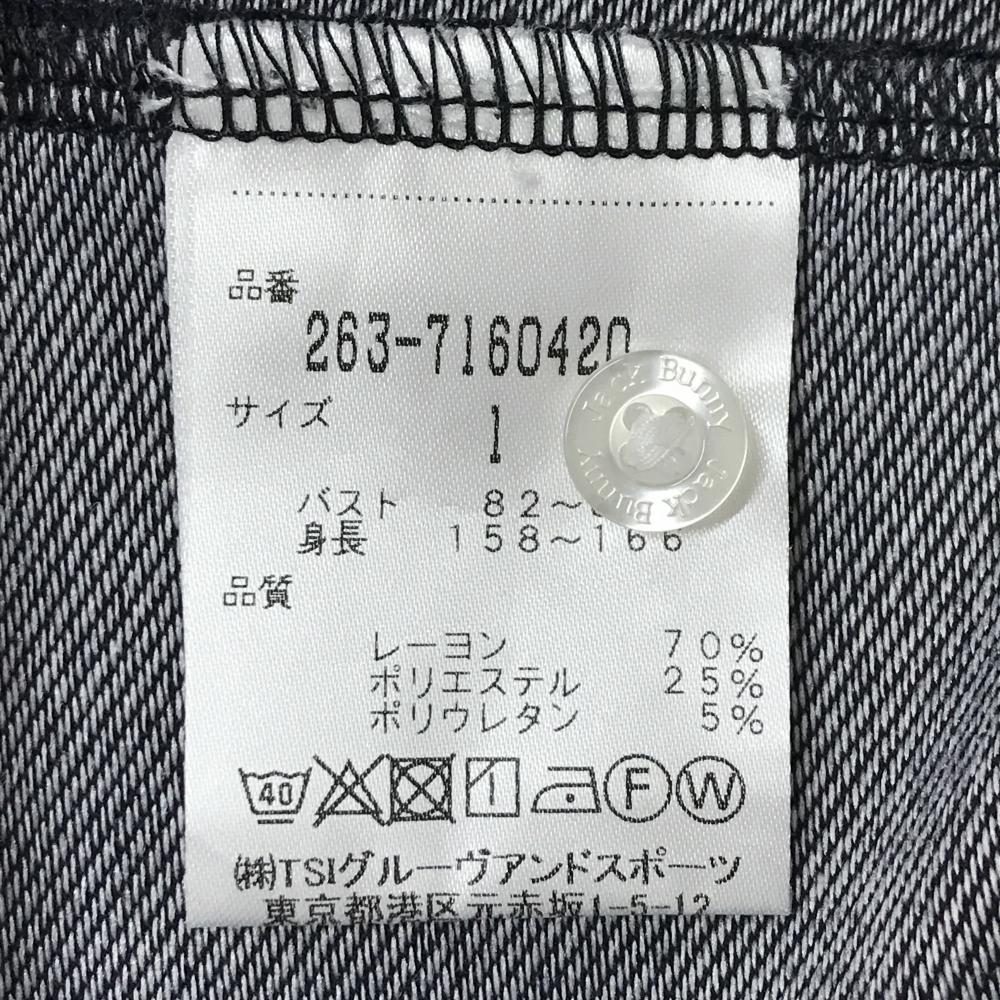 品番
263-7160420
サイズ
1
Jack Bunny Jack Bunny
バスト 82～
身長 158～166
品質
レーヨン 70%
ポリエステル 25%
ポリウレタン 5%
40 F W
㈱TSIグルーヴアンドスポーツ
東京都港区元赤坂1-5-12